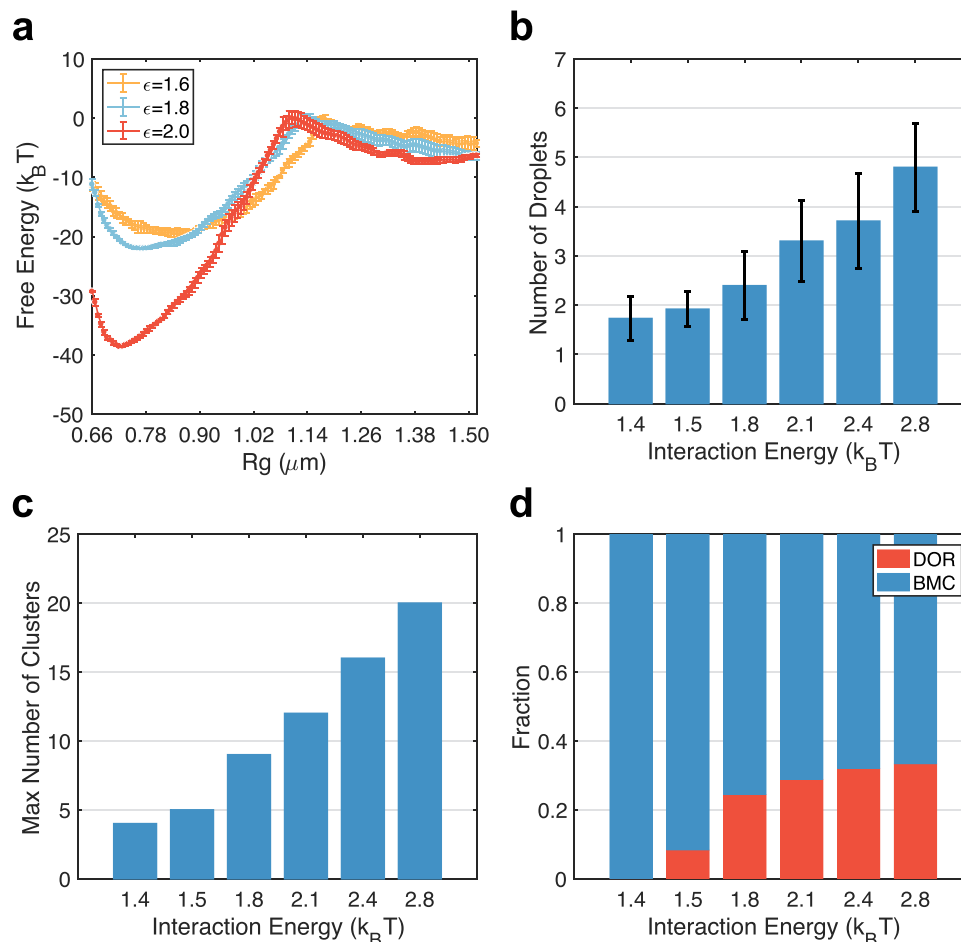 a
10
0
-10
-20
-30
-40
-50
Free Energy (k_BT)
ϵ=1.6
ϵ=1.8
ϵ=2.0
0.66 0.78 0.90 1.02 1.14 1.26 1.38 1.50
Rg (μm)
b
7
6
5
4
3
2
1
0
Number of Droplets
1.4 1.5 1.8 2.1 2.4 2.8
Interaction Energy (k_BT)
c
25
20
15
10
5
0
Max Number of Clusters
1.4 1.5 1.8 2.1 2.4 2.8
Interaction Energy (k_BT)
d
1
0.8
0.6
0.4
0.2
0
Fraction
DOR
BMC
1.4 1.5 1.8 2.1 2.4 2.8
Interaction Energy (k_BT)